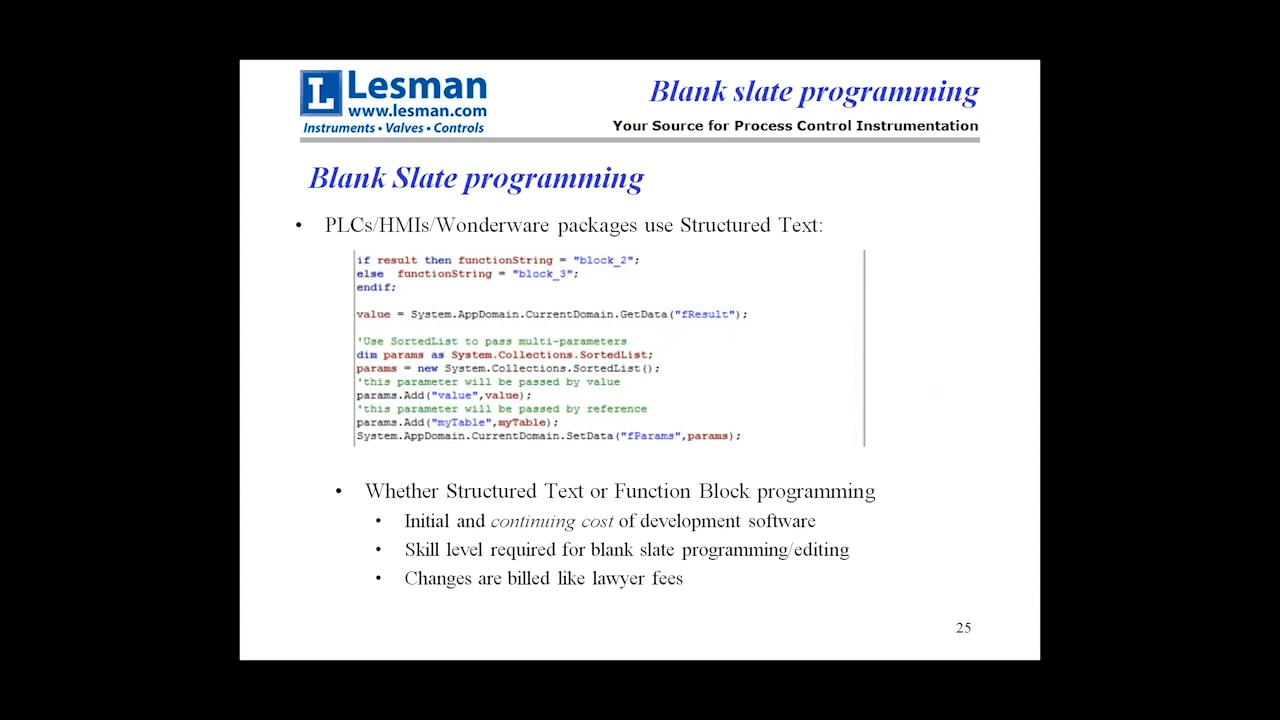 L Lesman
www.lesman.com
Instruments • Valves • Controls
Blank slate programming
Your Source for Process Control Instrumentation
Blank Slate programming
• PLCs/HMIs/Wonderware packages use Structured Text:
if result then functionString = "block_2";
else functionString = "block_3";
endif;
value = System.AppDomain.CurrentDomain.GetData("fResult");
'Use SortedList to pass multi-parameters
dim params as System.Collections.SortedList;
params = new System.Collections.SortedList();
'this parameter will be passed by value
params.Add("value",value);
'this parameter will be passed by reference
params.Add("myTable",myTable);
System.AppDomain.CurrentDomain.SetData("fParams",params);
• Whether Structured Text or Function Block programming
• Initial and continuing cost of development software
• Skill level required for blank slate programming/editing
• Changes are billed like lawyer fees
25